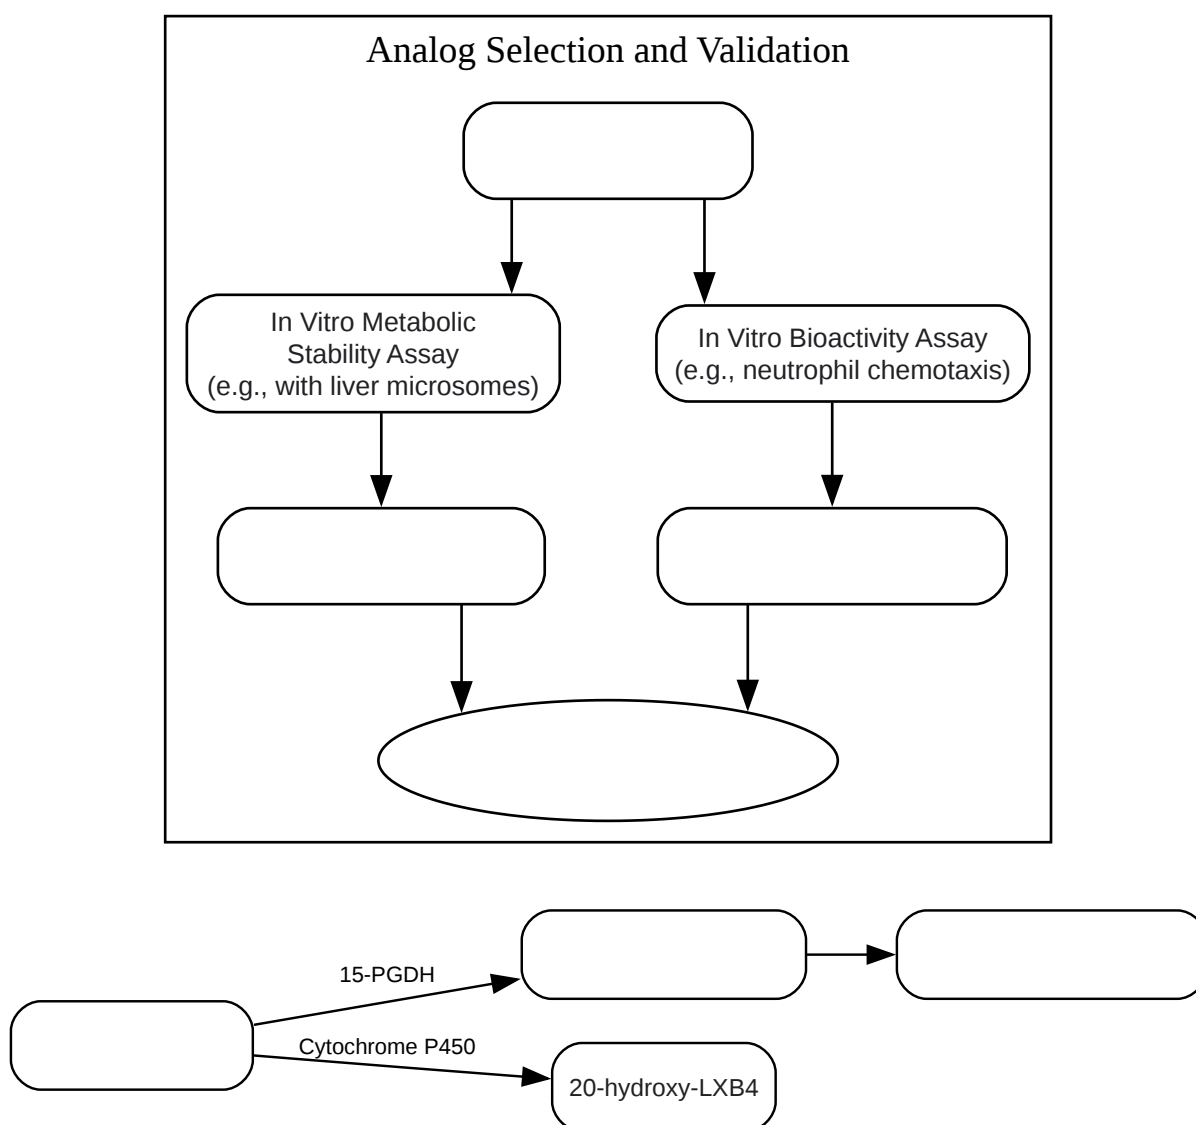 Analog Selection and Validation
In Vitro Metabolic
Stability Assay
(e.g., with liver microsomes)
In Vitro Bioactivity Assay
(e.g., neutrophil chemotaxis)
15-PGDH
Cytochrome P450
20-hydroxy-LXB4